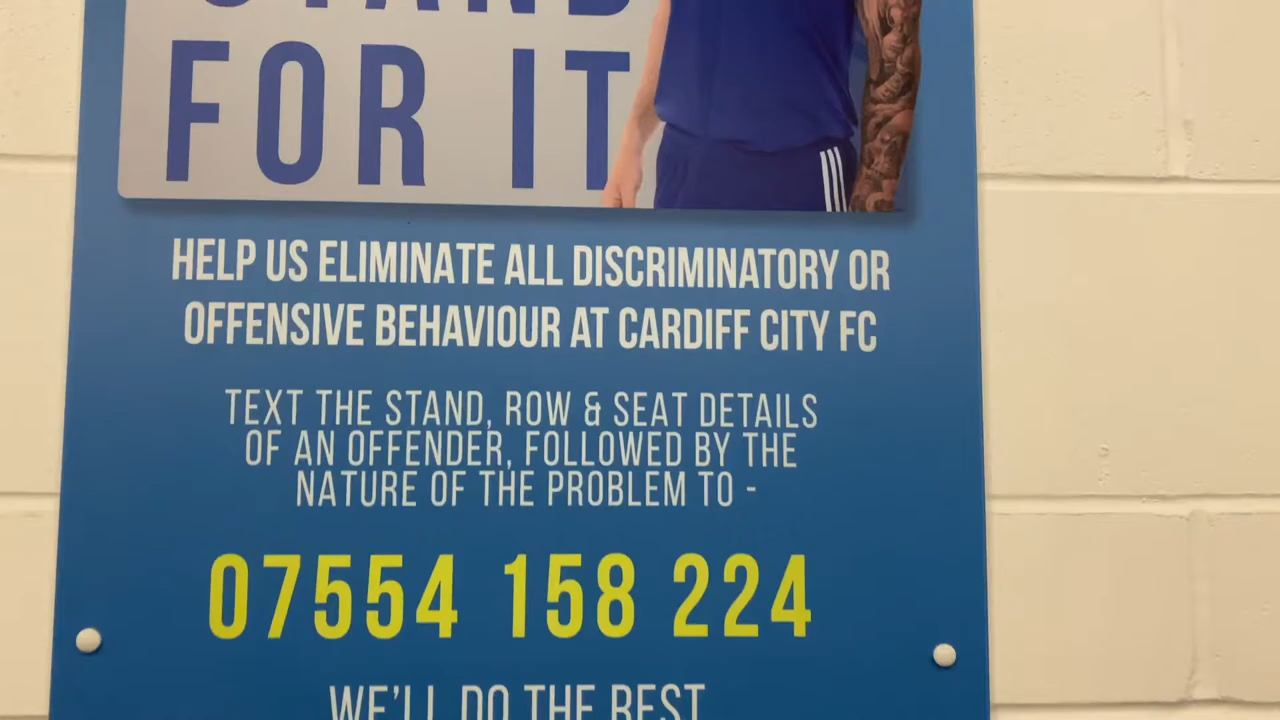 STAND
FOR IT
HELP US ELIMINATE ALL DISCRIMINATORY OR
OFFENSIVE BEHAVIOUR AT CARDIFF CITY FC
TEXT THE STAND, ROW & SEAT DETAILS
OF AN OFFENDER, FOLLOWED BY THE
NATURE OF THE PROBLEM TO -
07554 158 224
WE'LL DO THE REST